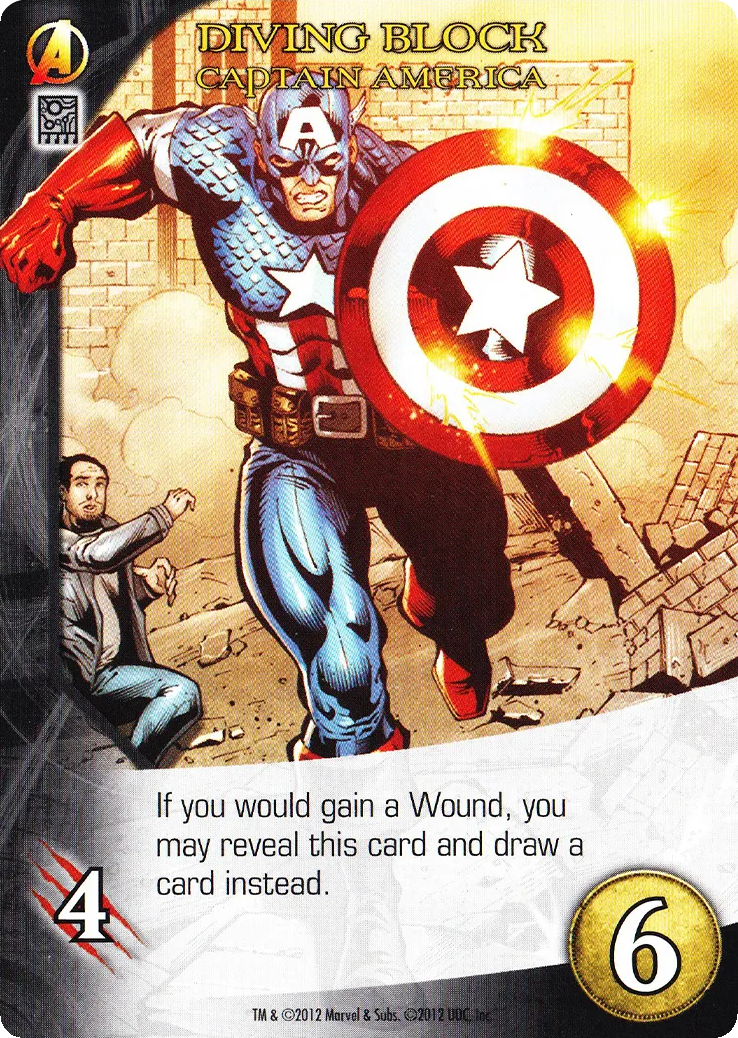 DIVING BLOCK
CAPTAIN AMERICA
A
A
If you would gain a Wound, you
may reveal this card and draw a
card instead.
4
6
TM & ©2012 Marvel & Subs. ©2012 UDC, Inc.